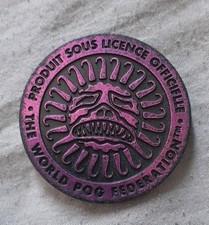 • PRODUIT SOUS LICENCE OFFICIELLE
• THE WORLD POG FEDERATION™